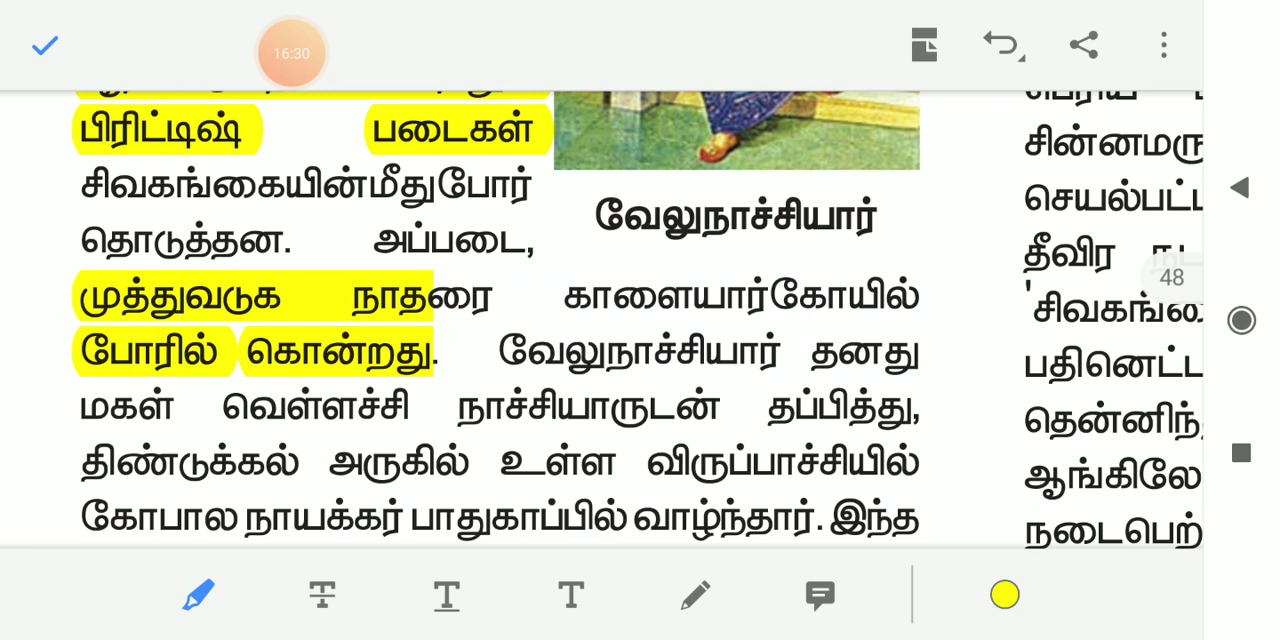 16:30
பிரிட்டிஷ் படைகள்
சிவகங்கையின்மீதுபோர்
தொடுத்தன. அப்படை,
முத்துவடுக நாதரை காளையார்கோயில்
போரில் கொன்றது. வேலுநாச்சியார் தனது
மகள் வெள்ளச்சி நாச்சியாருடன் தப்பித்து,
திண்டுக்கல் அருகில் உள்ள விருப்பாச்சியில்
கோபால நாயக்கர் பாதுகாப்பில் வாழ்ந்தார். இந்த
வேலுநாச்சியார்
பெரிய
சின்னமரு
செயல்பட்ட
தீவிர
48
'சிவகங்கை
பதினெட்ட
தென்னிந்
ஆங்கிலே
நடைபெற்